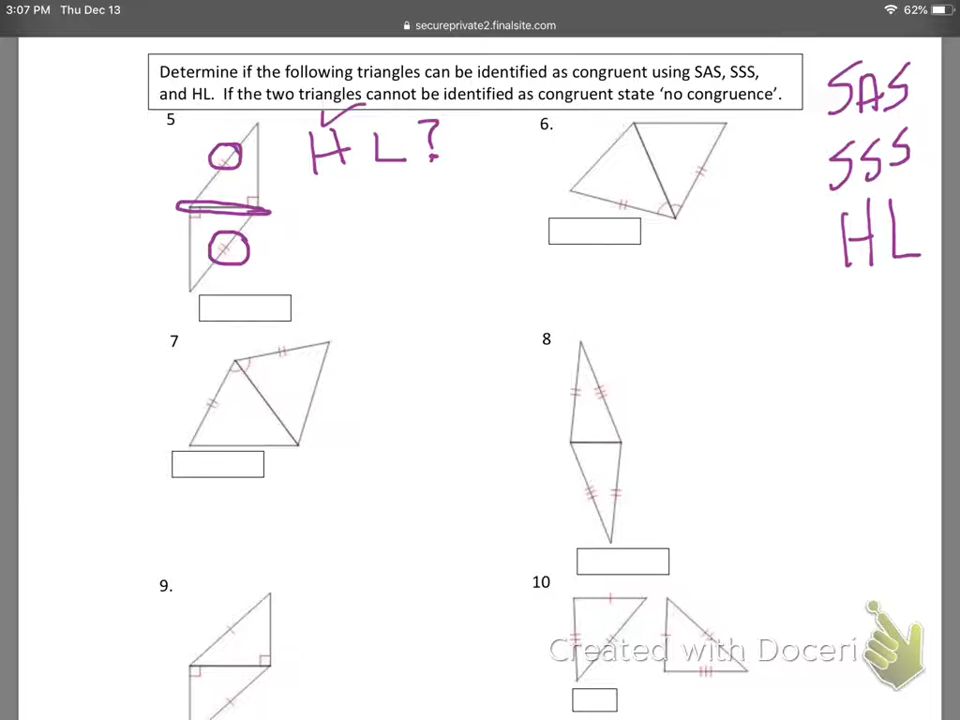 3:07 PM Thu Dec 13
62%
secureprivate2.finalsite.com
Determine if the following triangles can be identified as congruent using SAS, SSS,
and HL. If the two triangles cannot be identified as congruent state ‘no congruence’.
SAS
SSS
HL
5
HL?
6.
7
8
9.
10
Created with Doceri